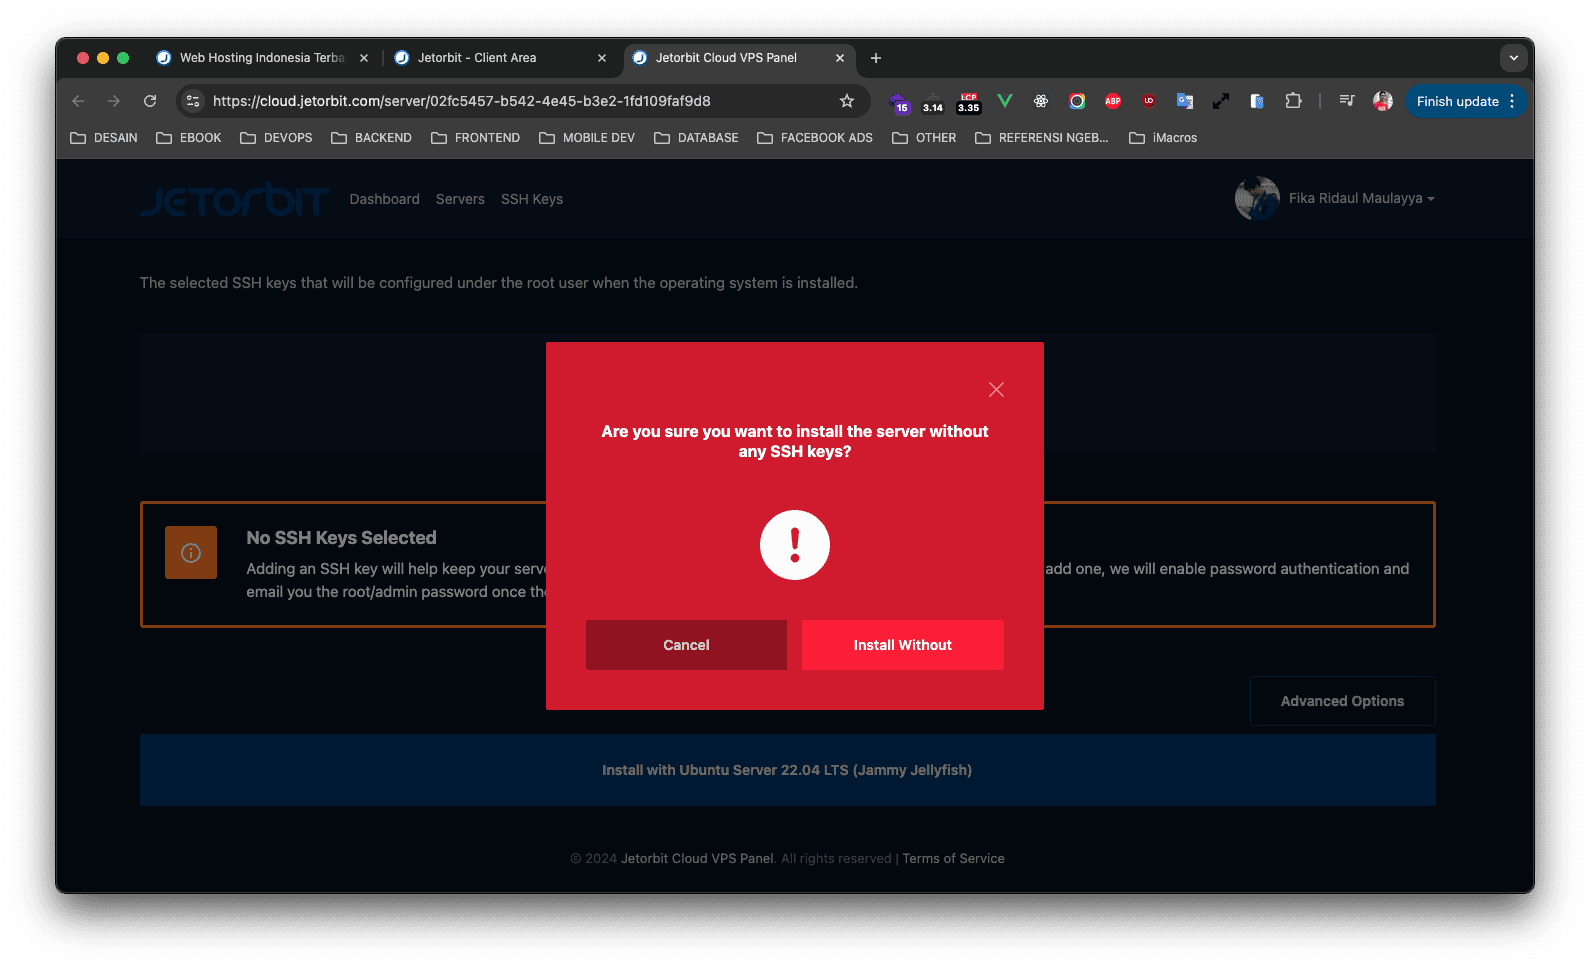 Web Hosting Indonesia Terba
Jetorbit - Client Area
Jetorbit Cloud VPS Panel
https://cloud.jetorbit.com/server/02fc5457-b542-4e45-b3e2-1fd109faf9d8
15
3.14
LCP
3.35
ABP
Finish update
DESAIN
EBOOK
DEVOPS
BACKEND
FRONTEND
MOBILE DEV
DATABASE
FACEBOOK ADS
OTHER
REFERENSI NGEB...
iMacros
JETORBIT
Dashboard
Servers
SSH Keys
Fika Ridaul Maulayya
The selected SSH keys that will be configured under the root user when the operating system is installed.
Are you sure you want to install the server without
any SSH keys?
No SSH Keys Selected
Adding an SSH key will help keep your serve
add one, we will enable password authentication and
email you the root/admin password once the
Cancel
Install Without
Advanced Options
Install with Ubuntu Server 22.04 LTS (Jammy Jellyfish)
© 2024 Jetorbit Cloud VPS Panel. All rights reserved | Terms of Service